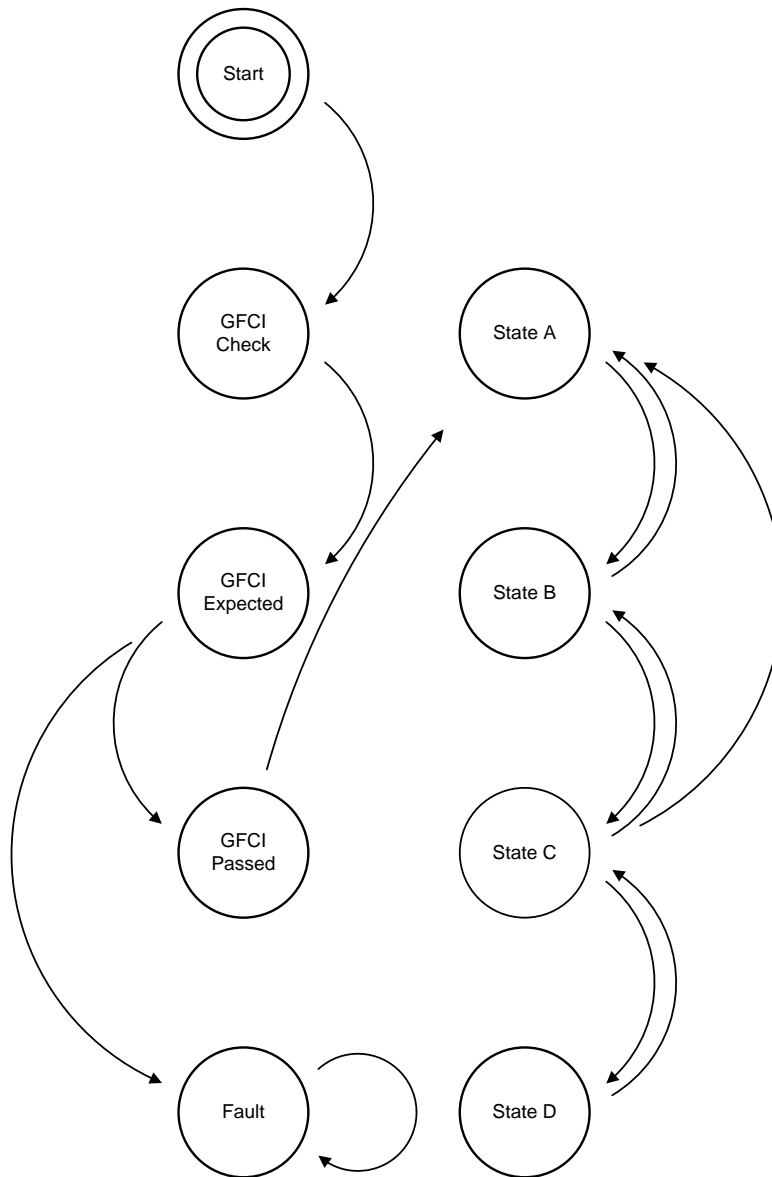 Start
GFCI
Check
State A
GFCI
Expected
State B
GFCI
Passed
State C
Fault
State D